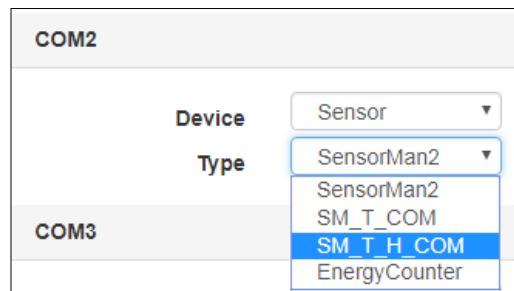 COM2
Device Sensor
Type SensorMan2
SensorMan2
SM_T_COM
COM3
SM_T_H_COM
EnergyCounter